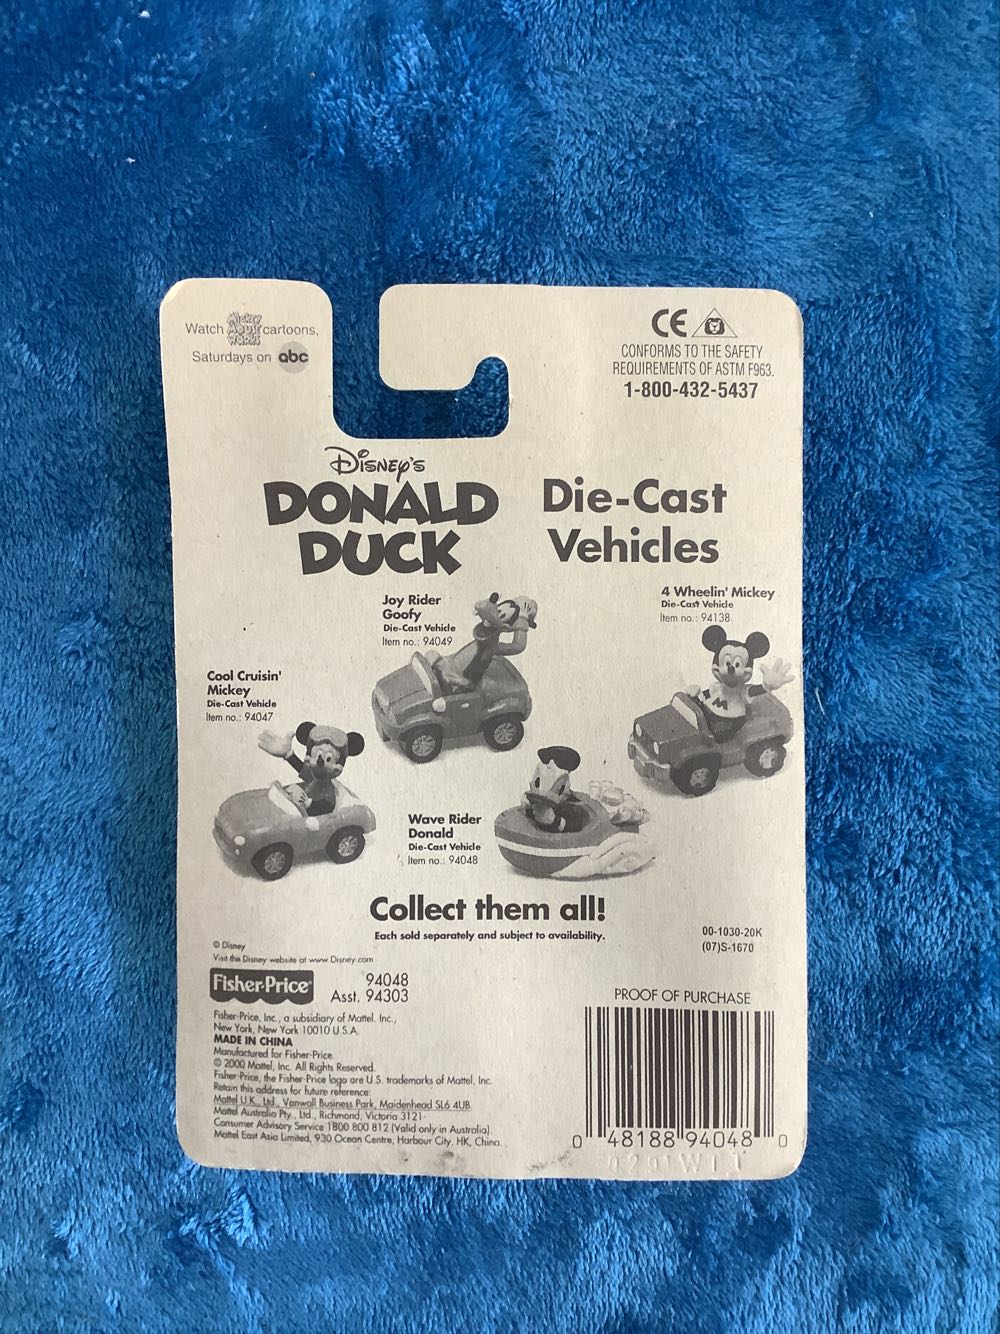 Watch Mickey Mouse Works cartoons,
Saturdays on abc
CE
CONFORMS TO THE SAFETY
REQUIREMENTS OF ASTM F963.
1-800-432-5437
Disney's
DONALD
DUCK
Die-Cast
Vehicles
Joy Rider
Goofy
Die-Cast Vehicle
Item no.: 94049
4 Wheelin' Mickey
Die-Cast Vehicle
Item no.: 94138
Cool Cruisin'
Mickey
Die-Cast Vehicle
Item no.: 94047
M
Wave Rider
Donald
Die-Cast Vehicle
Item no.: 94048
Collect them all!
Each sold separately and subject to availability.
00-1030-20K
(07)S-1670
© Disney
Visit the Disney website at www.Disney.com
Fisher-Price
94048
Asst. 94303
Fisher-Price, Inc., a subsidiary of Mattel, Inc.,
New York, New York 10010 U.S.A.
MADE IN CHINA
Manufactured for Fisher-Price.
© 2000 Mattel, Inc. All Rights Reserved.
Fisher-Price, the Fisher-Price logo are U.S. trademarks of Mattel, Inc.
Retain this address for future reference:
Mattel U.K., Ltd., Vanwall Business Park, Maidenhead SL6 4UB.
Mattel Australia Pty., Ltd., Richmond, Victoria 3121.
Consumer Advisory Service 1800 800 812 (Valid only in Australia).
Mattel East Asia Limited, 930 Ocean Centre, Harbour City, HK, China.
PROOF OF PURCHASE
0 48188 94048 0